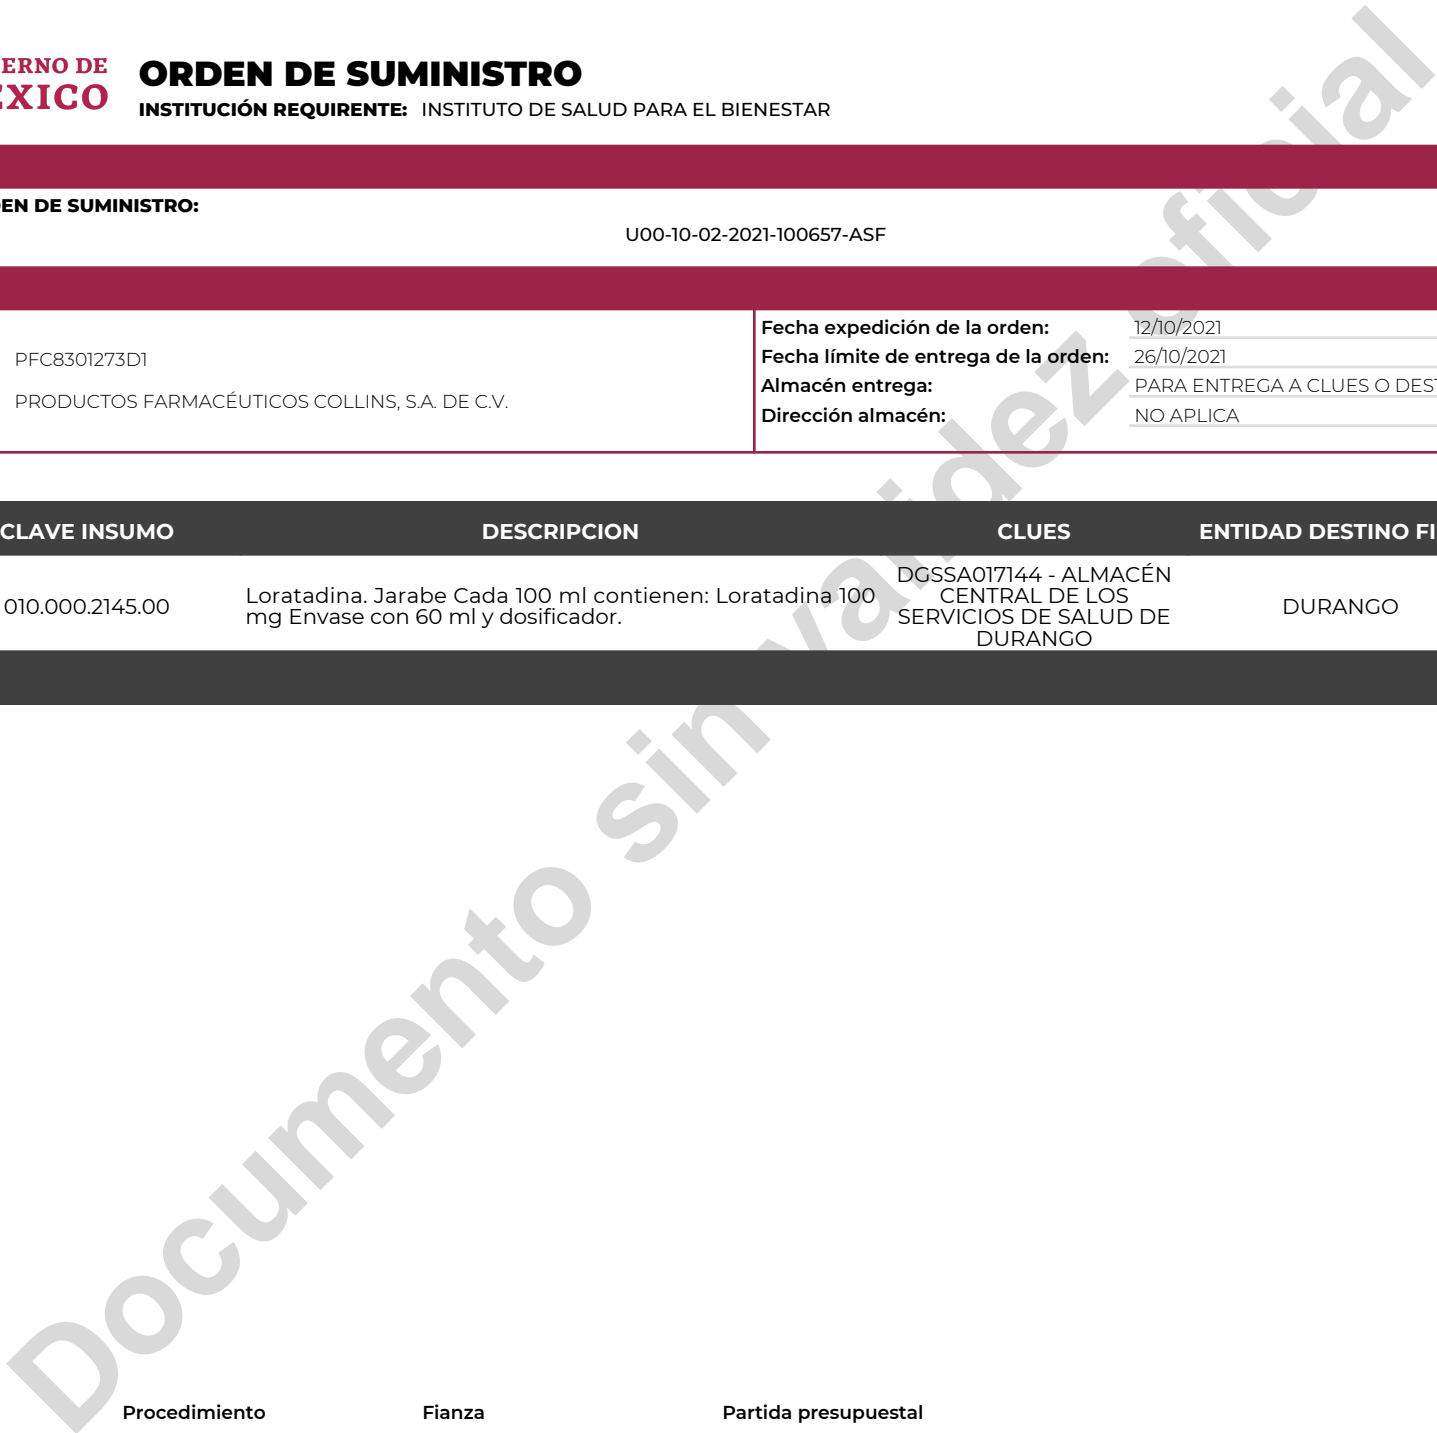 ERNO DE
ORDEN DE SUMINISTRO
XICO
INSTITUCIÓN REQUIRENTE: INSTITUTO DE SALUD PARA EL BIENESTAR
EN DE SUMINISTRO:
U00-10-02-2021-100657-ASF
PFC8301273D1
PRODUCTOS FARMACÉUTICOS COLLINS, S.A. DE C.V.
Fecha expedición de la orden: 12/10/2021
Fecha límite de entrega de la orden: 26/10/2021
Almacén entrega: PARA ENTREGA A CLUES O DEST
Dirección almacén: NO APLICA
CLAVE INSUMO DESCRIPCION CLUES ENTIDAD DESTINO FI
010.000.2145.00
Loratadina. Jarabe Cada 100 ml contienen: Loratadina 100
mg Envase con 60 ml y dosificador.
DGSSA017144 - ALMACÉN
CENTRAL DE LOS
SERVICIOS DE SALUD DE
DURANGO
DURANGO
Documento sin validez oficial
Procedimiento Fianza Partida presupuestal